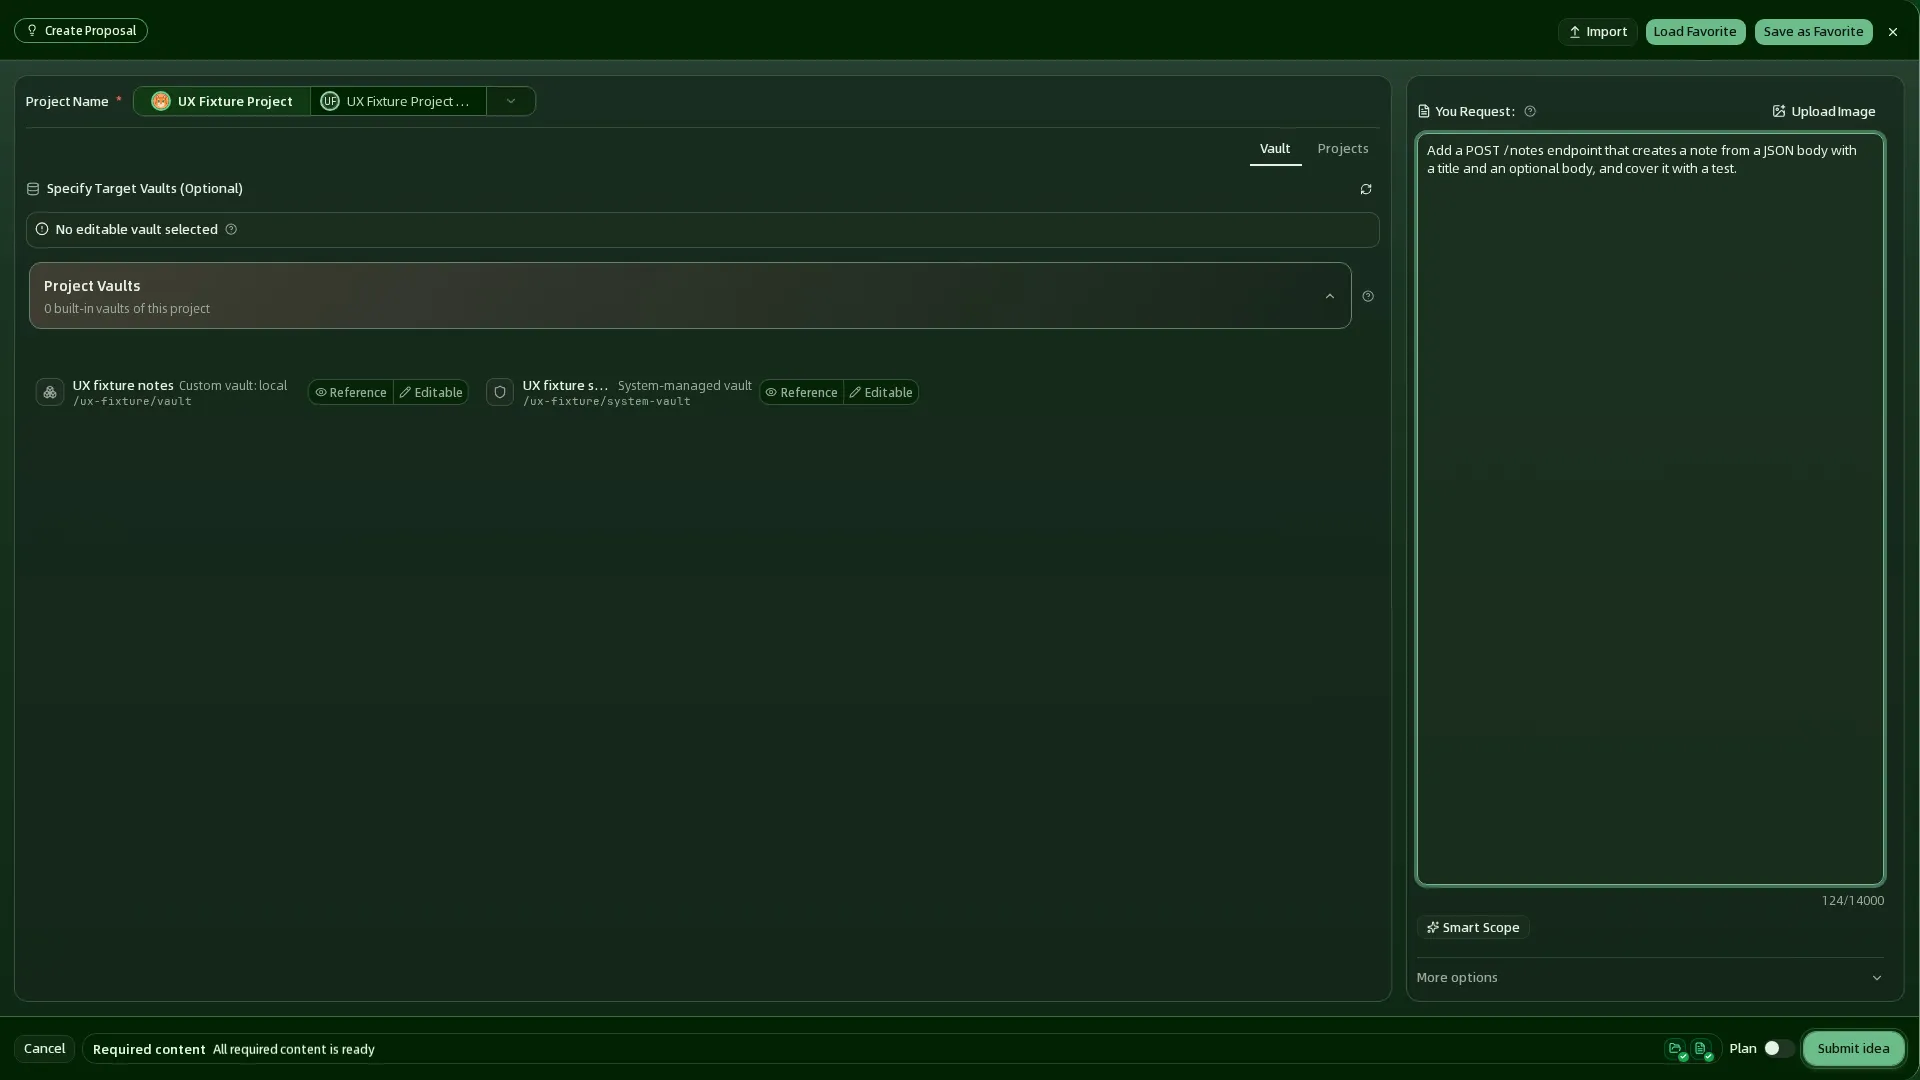 Create Proposal
Import
Load Favorite
Save as Favorite
Project Name *
UX Fixture Project
UF
UX Fixture Project ...
Vault
Projects
Specify Target Vaults (Optional)
No editable vault selected
Project Vaults
0 built-in vaults of this project
UX fixture notes Custom vault: local
/ux-fixture/vault
Reference
Editable
UX fixture s... System-managed vault
/ux-fixture/system-vault
Reference
Editable
You Request:
Upload Image
Add a POST /notes endpoint that creates a note from a JSON body with
a title and an optional body, and cover it with a test.
124/14000
Smart Scope
More options
Cancel
Required content All required content is ready
Plan
Submit idea